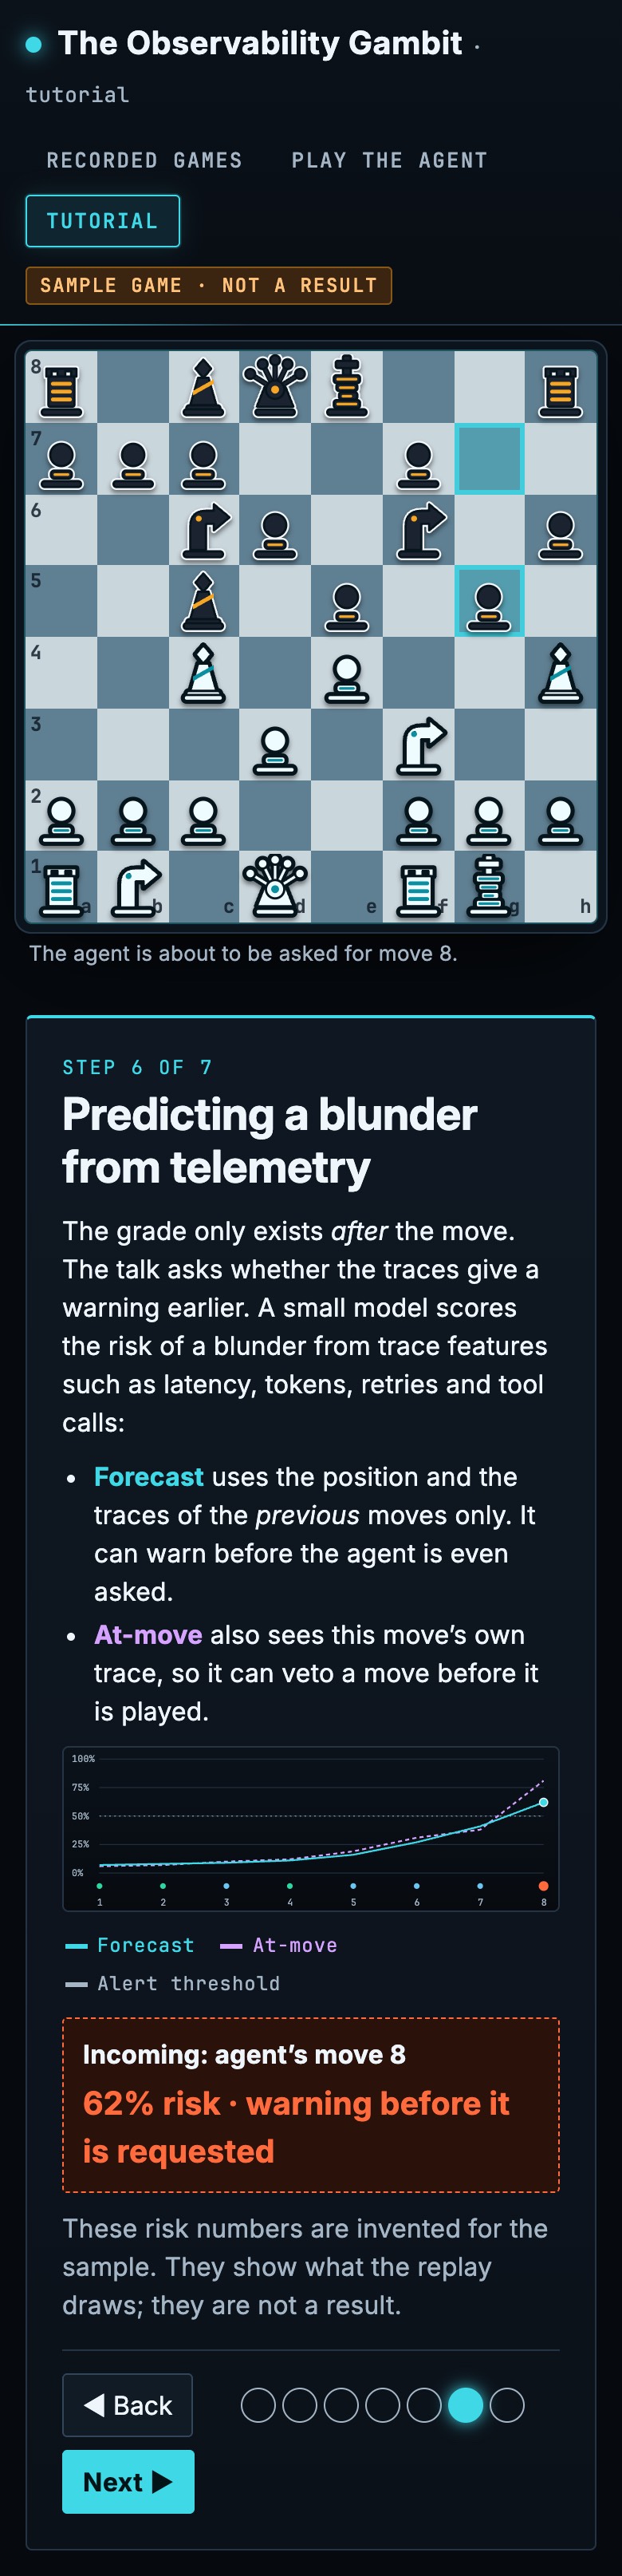 The Observability Gambit ·
tutorial
RECORDED GAMES PLAY THE AGENT
TUTORIAL
SAMPLE GAME · NOT A RESULT
8
7
6
5
4
3
2
1
a b c d e f g h
The agent is about to be asked for move 8.
STEP 6 OF 7
Predicting a blunder
from telemetry
The grade only exists after the move.
The talk asks whether the traces give a
warning earlier. A small model scores
the risk of a blunder from trace features
such as latency, tokens, retries and tool
calls:
• Forecast uses the position and the
traces of the previous moves only. It
can warn before the agent is even
asked.
• At-move also sees this move’s own
trace, so it can veto a move before it
is played.
100%
75%
50%
25%
0%
1 2 3 4 5 6 7 8
Forecast At-move
Alert threshold
Incoming: agent’s move 8
62% risk · warning before it
is requested
These risk numbers are invented for the
sample. They show what the replay
draws; they are not a result.
◀ Back
Next ▶